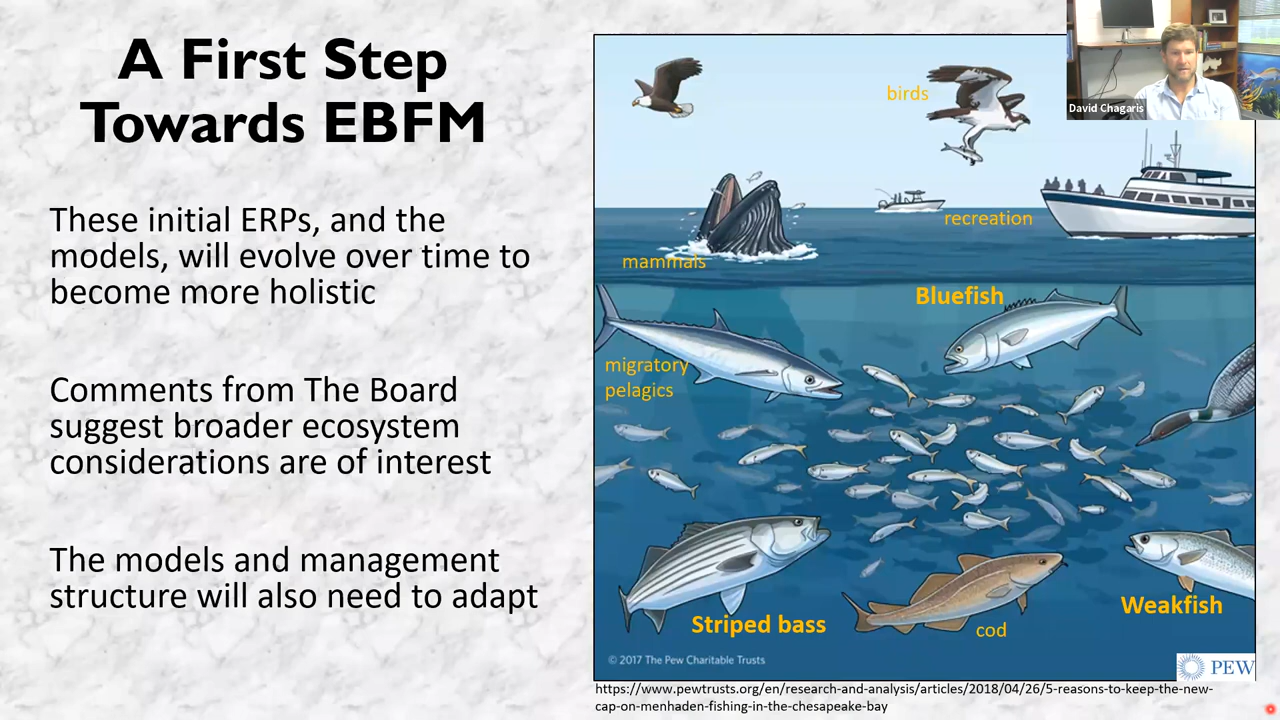 A First Step
Towards EBFM
These initial ERPs, and the
models, will evolve over time to
become more holistic
Comments from The Board
suggest broader ecosystem
considerations are of interest
The models and management
structure will also need to adapt
David Chagaris
birds
recreation
mammals
Bluefish
migratory
pelagics
Striped bass
cod
Weakfish
© 2017 The Pew Charitable Trusts
PEW
https://www.pewtrusts.org/en/research-and-analysis/articles/2018/04/26/5-reasons-to-keep-the-new-
cap-on-menhaden-fishing-in-the-chesapeake-bay